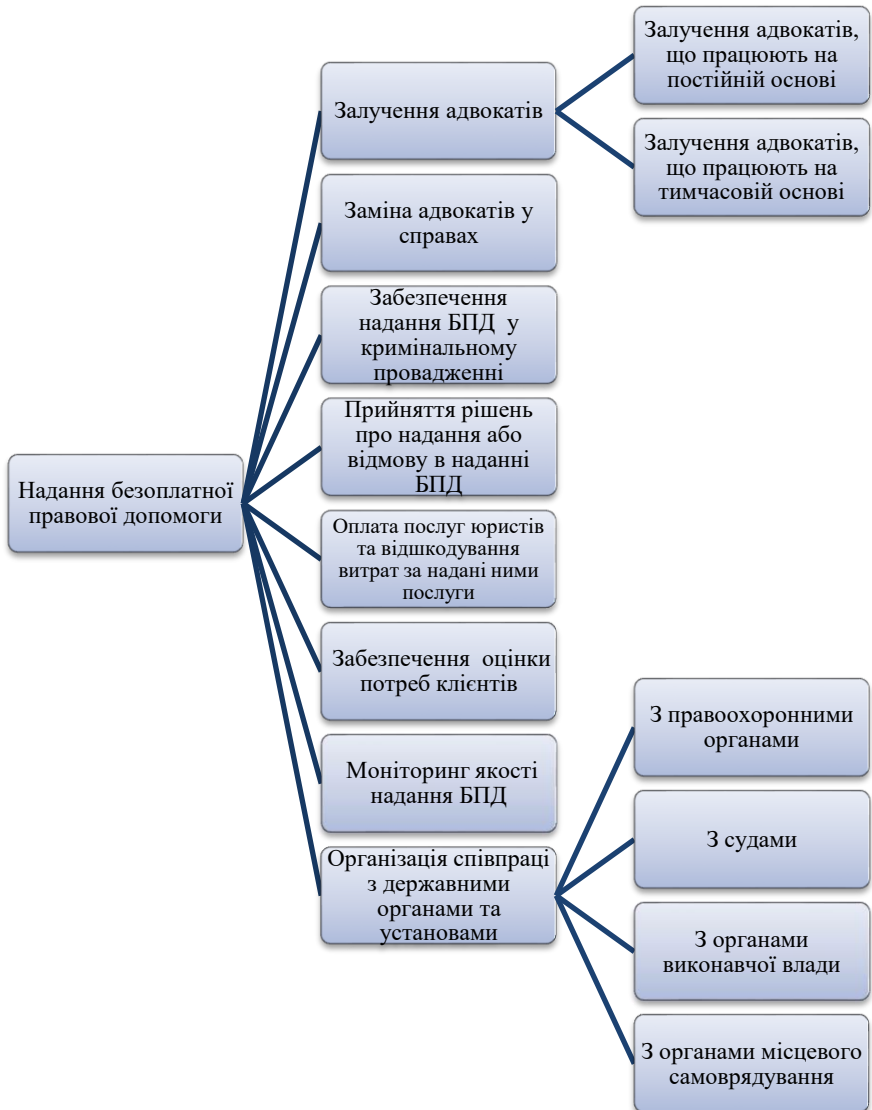 Надання безоплатної
правової допомоги
Залучення адвокатів
Залучення адвокатів,
що працюють на
постійній основі
Залучення адвокатів,
що працюють на
тимчасовій основі
Заміна адвокатів у
справах
Забезпечення
надання БПД у
кримінальному
провадженні
Прийняття рішень
про надання або
відмову в наданні
БПД
Оплата послуг юристів
та відшкодування
витрат за надані ними
послуги
Забезпечення оцінки
потреб клієнтів
Моніторинг якості
надання БПД
Організація співпраці
з державними
органами та
установами
З правоохоронними
органами
З судами
З органами
виконавчої влади
З органами місцевого
самоврядування